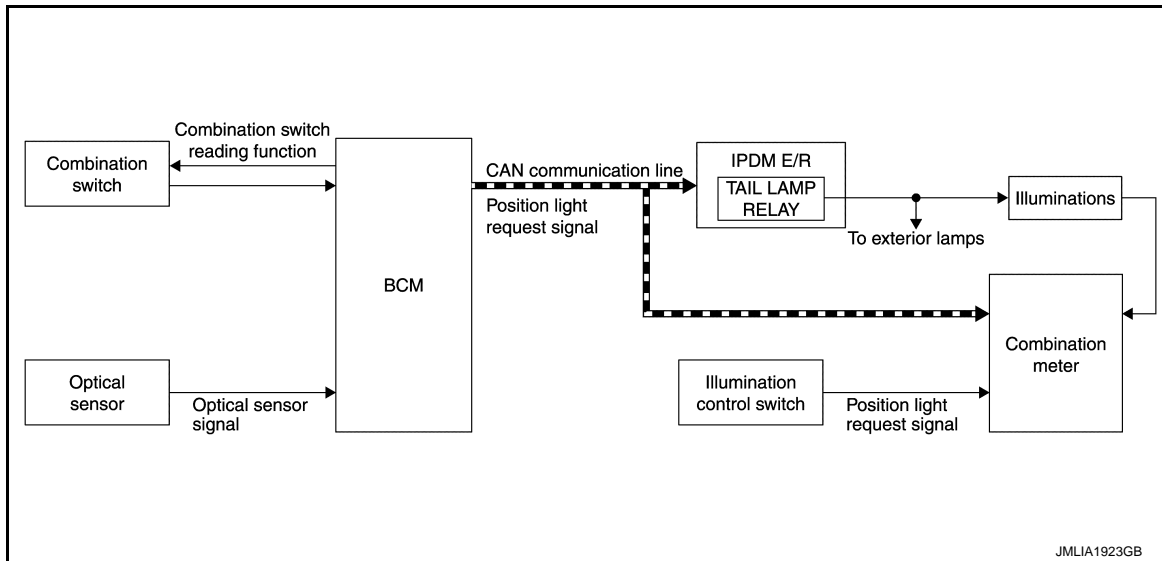 Combination switch
reading function
Combination
switch
CAN communication line
Position light
request signal
IPDM E/R
TAIL LAMP
RELAY
Illuminations
To exterior lamps
BCM
Combination
meter
Optical
sensor
Optical sensor
signal
Illumination
control switch
Position light
request signal
JMLIA1923GB